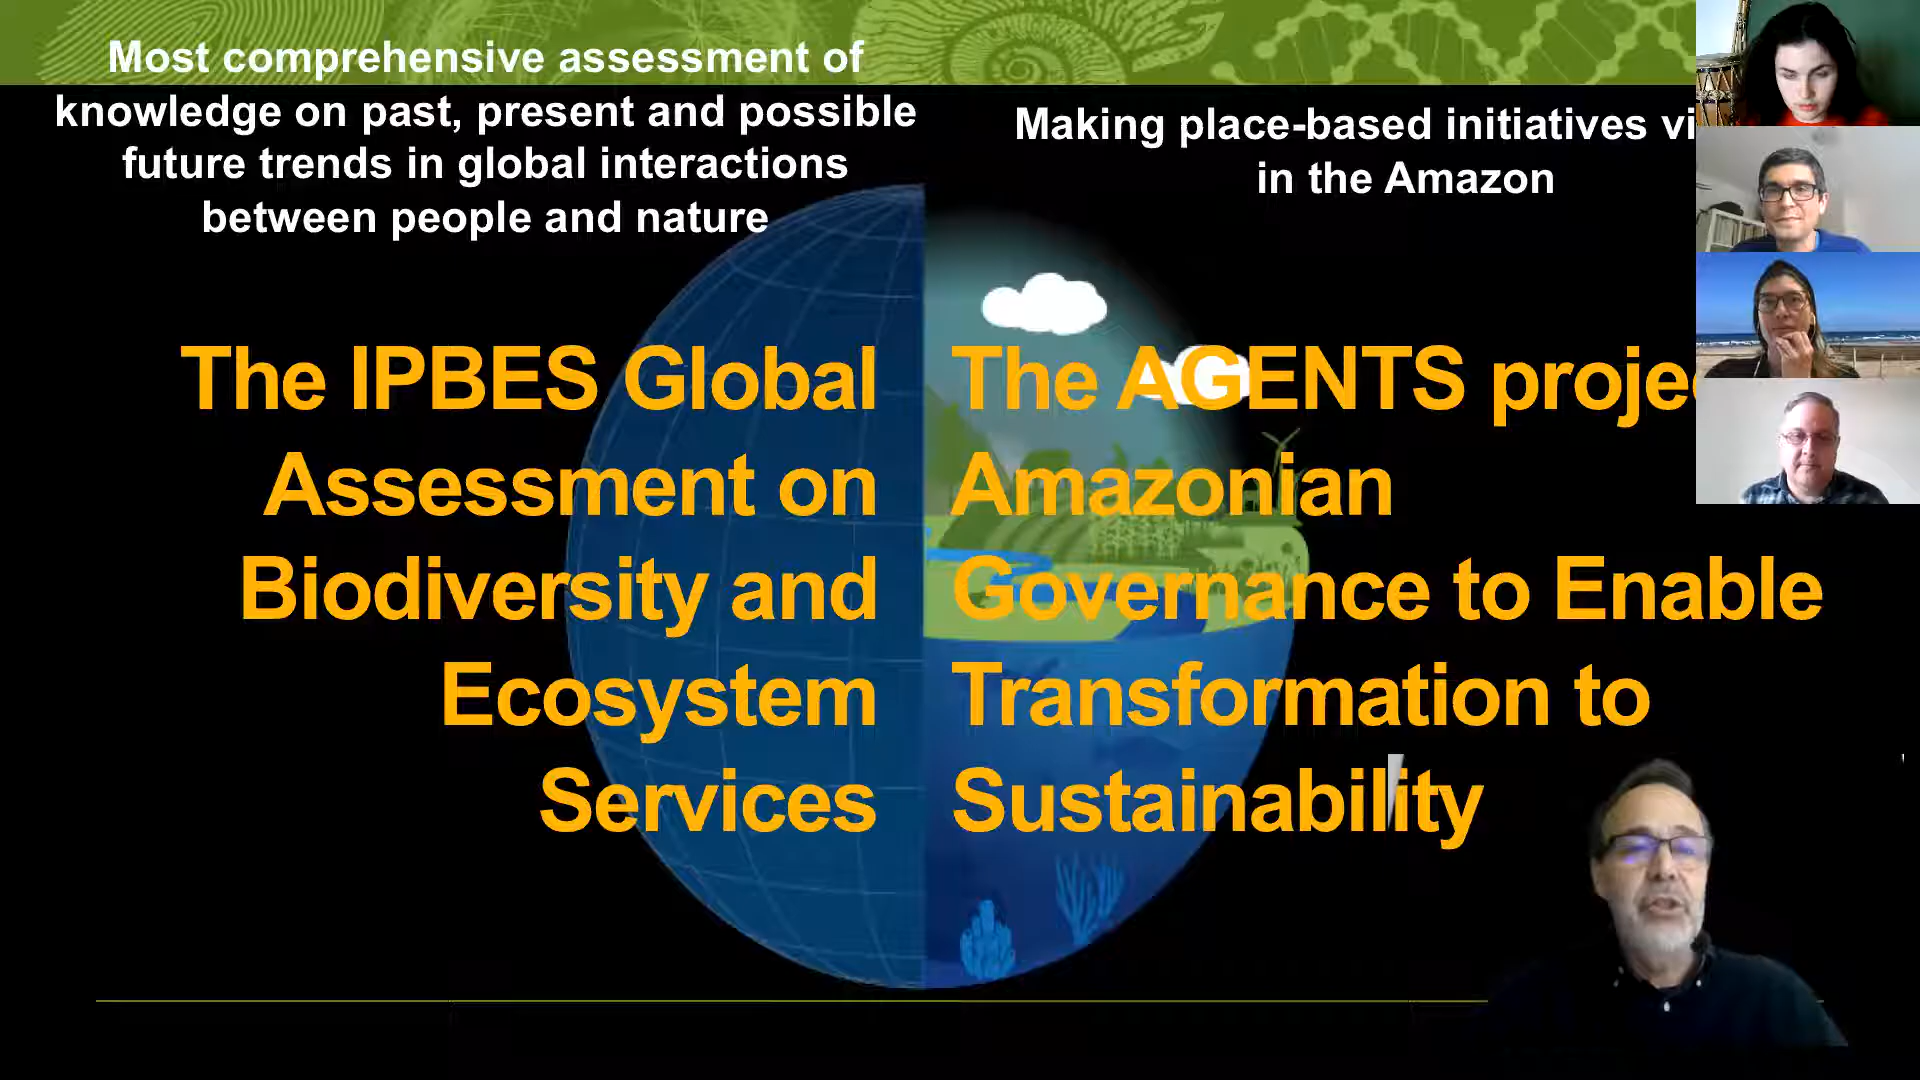 Most comprehensive assessment of
knowledge on past, present and possible
future trends in global interactions
between people and nature
The IPBES Global
Assessment on
Biodiversity and
Ecosystem
Services
Making place-based initiatives
in the Amazon
The AGENTS
Amazonian
Governance to Enable
Transformation to
Sustainability